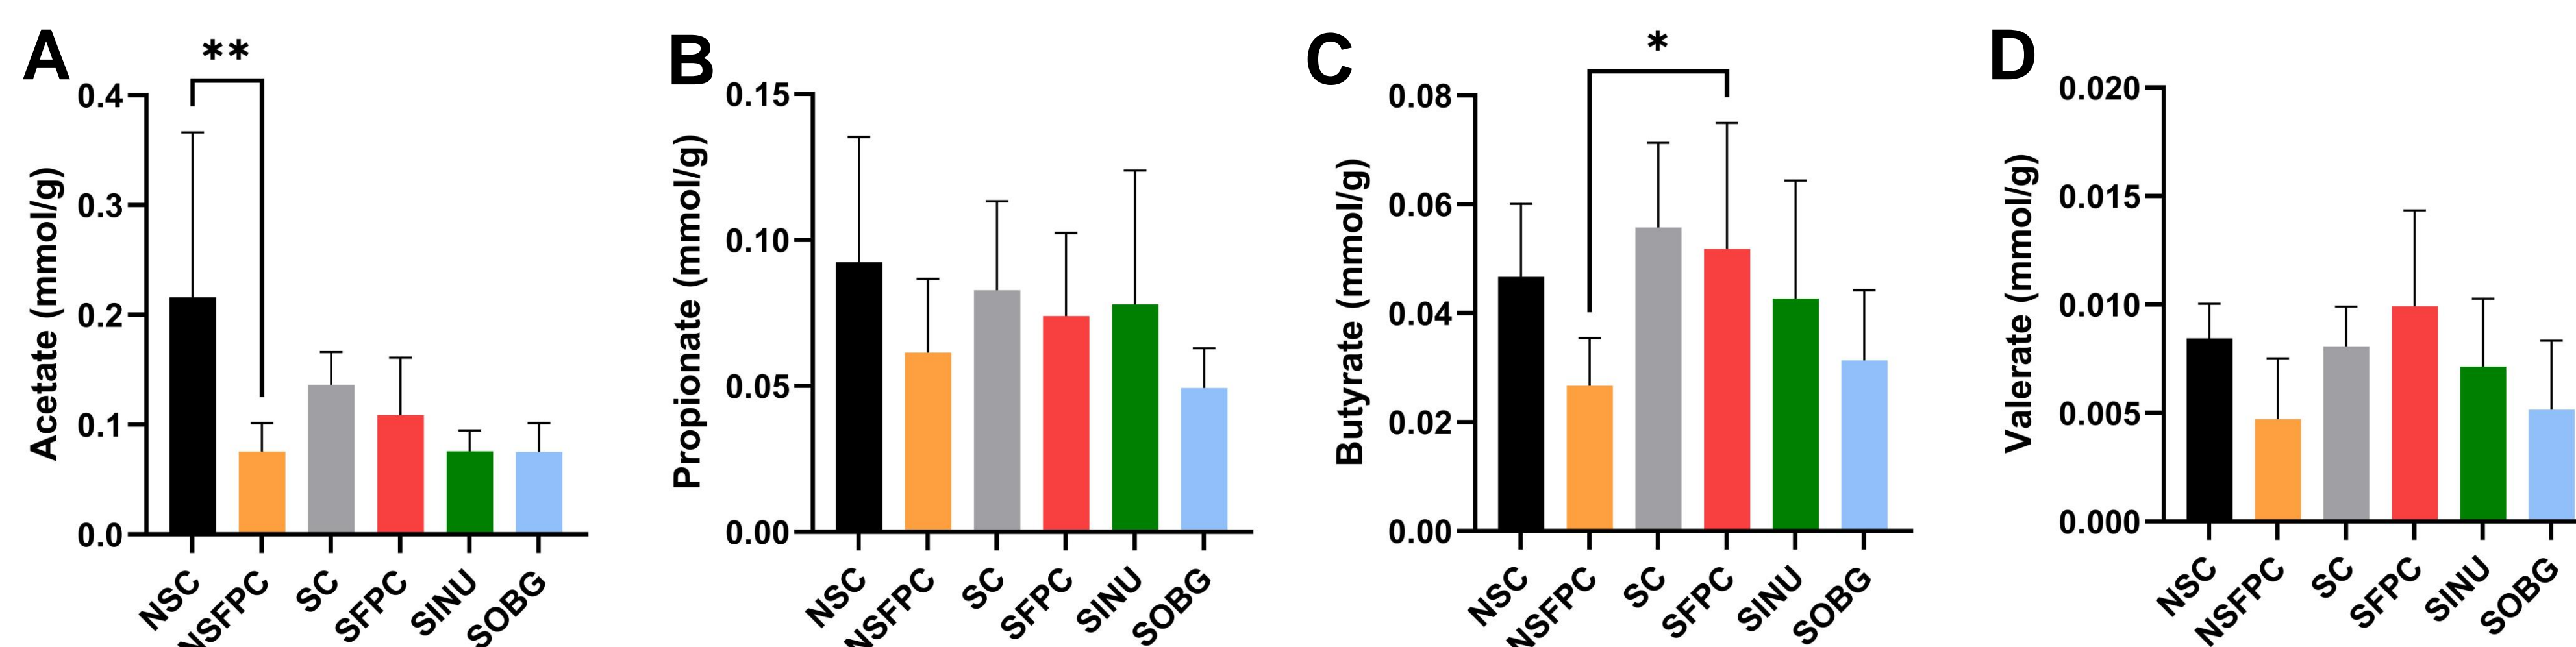 A
**
Acetate (mmol/g)
0.4
0.3
0.2
0.1
0.0
NSC
NSFPC
SC
SFPC
SINU
SOBG
B
Propionate (mmol/g)
0.15
0.10
0.05
0.00
NSC
NSFPC
SC
SFPC
SINU
SOBG
C
*
Butyrate (mmol/g)
0.08
0.06
0.04
0.02
0.00
NSC
NSFPC
SC
SFPC
SINU
SOBG
D
Valerate (mmol/g)
0.020
0.015
0.010
0.005
0.000
NSC
NSFPC
SC
SFPC
SINU
SOBG